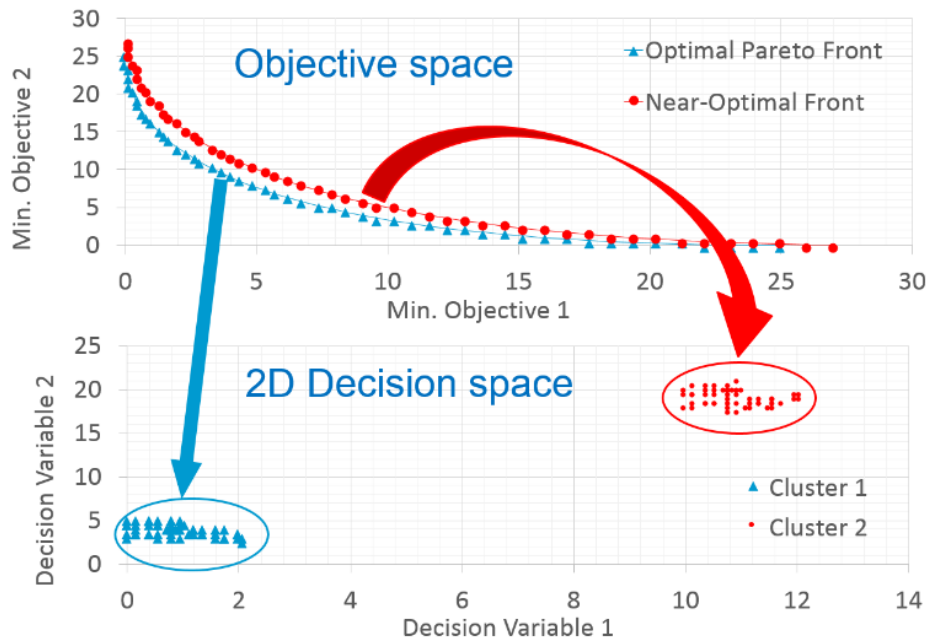 30
25
20
15
10
5
0
Min. Objective 2
Objective space
Optimal Pareto Front
Near-Optimal Front
0 5 10 15 20 25 30
Min. Objective 1
25
20
15
10
5
0
Decision Variable 2
2D Decision space
Cluster 1
Cluster 2
0 2 4 6 8 10 12 14
Decision Variable 1